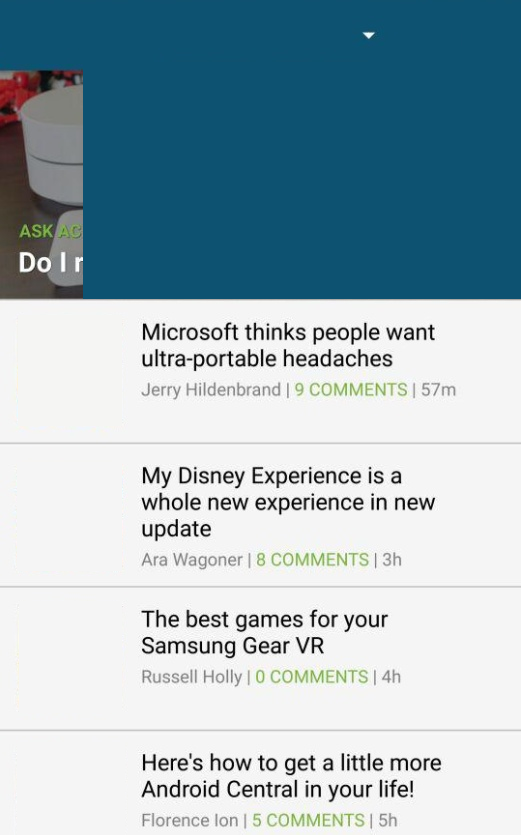 ASK AC
Do I
Microsoft thinks people want
ultra-portable headaches
Jerry Hildenbrand | 9 COMMENTS | 57m
My Disney Experience is a
whole new experience in new
update
Ara Wagoner | 8 COMMENTS | 3h
The best games for your
Samsung Gear VR
Russell Holly | 0 COMMENTS | 4h
Here's how to get a little more
Android Central in your life!
Florence Ion | 5 COMMENTS | 5h